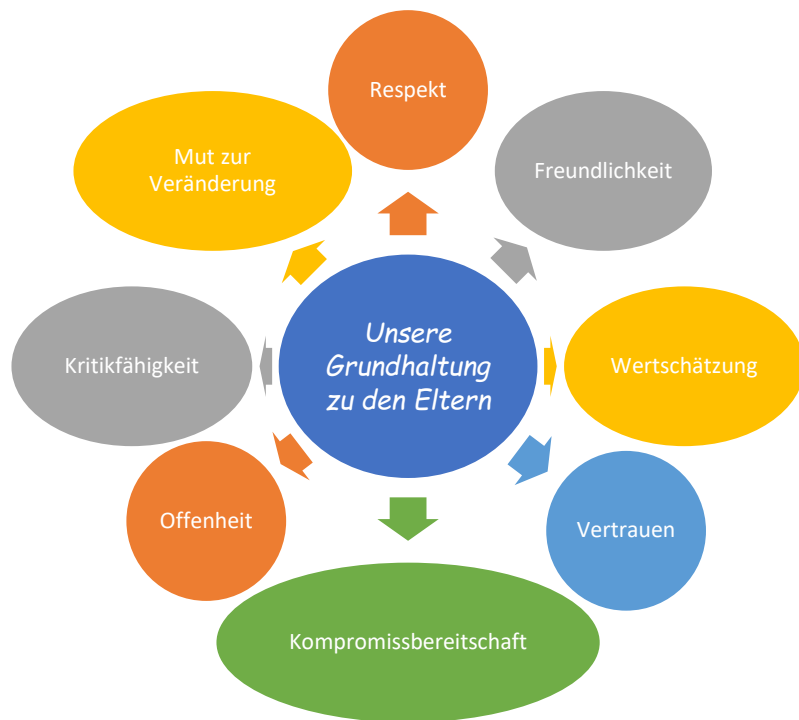 Respekt
Freundlichkeit
Wertschätzung
Vertrauen
Kompromissbereitschaft
Offenheit
Kritikfähigkeit
Mut zur
Veränderung
Unsere
Grundhaltung
zu den Eltern